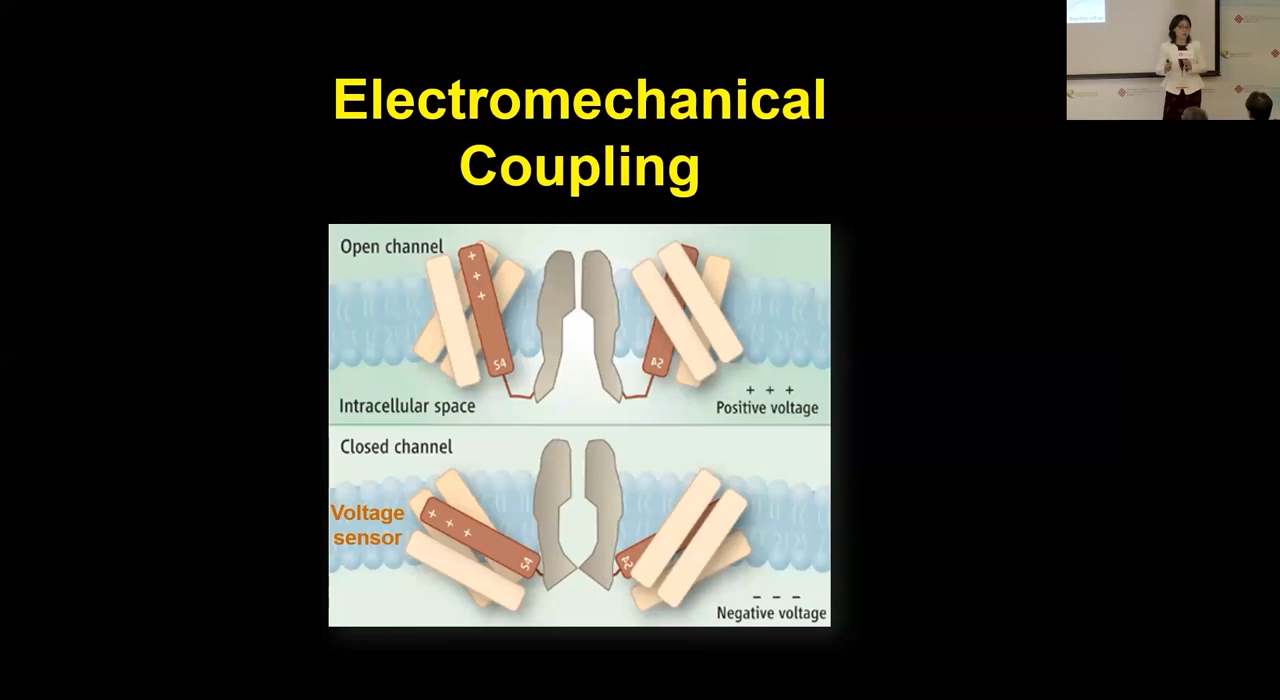 Electromechanical
Coupling
Open channel
+
+
+
S4
S4
Intracellular space
+ + +
Positive voltage
Closed channel
Voltage
sensor
+
+
+
S4
S4
– – –
Negative voltage